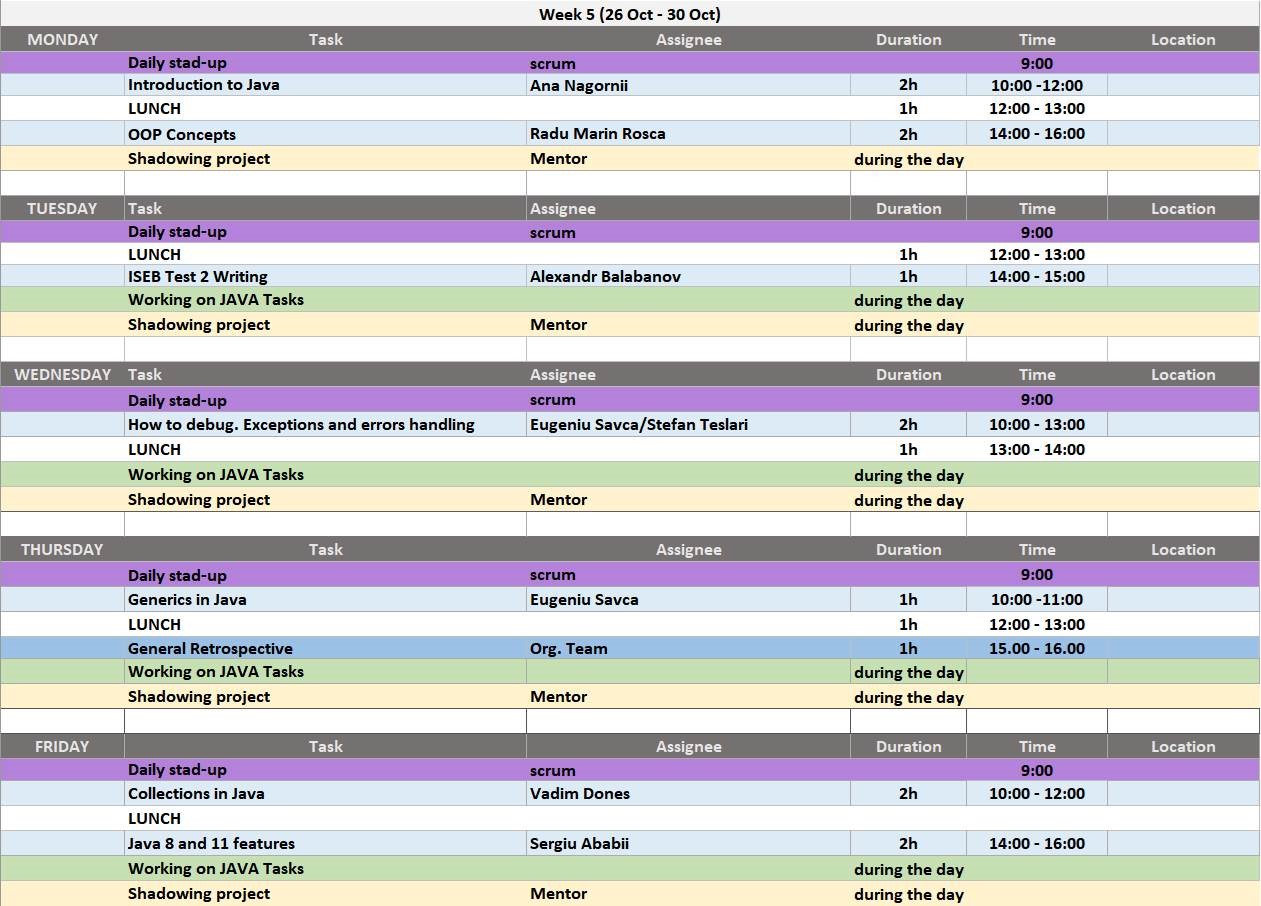 Week 5 (26 Oct - 30 Oct)
MONDAY Task Assignee Duration Time Location
Daily stad-up scrum 9:00
Introduction to Java Ana Nagornii 2h 10:00 -12:00
LUNCH 1h 12:00 - 13:00
OOP Concepts Radu Marin Rosca 2h 14:00 - 16:00
Shadowing project Mentor during the day
TUESDAY Task Assignee Duration Time Location
Daily stad-up scrum 9:00
LUNCH 1h 12:00 - 13:00
ISEB Test 2 Writing Alexandr Balabanov 1h 14:00 - 15:00
Working on JAVA Tasks during the day
Shadowing project Mentor during the day
WEDNESDAY Task Assignee Duration Time Location
Daily stad-up scrum 9:00
How to debug. Exceptions and errors handling Eugeniu Savca/Stefan Teslari 2h 10:00 - 13:00
LUNCH 1h 13:00 - 14:00
Working on JAVA Tasks during the day
Shadowing project Mentor during the day
THURSDAY Task Assignee Duration Time Location
Daily stad-up scrum 9:00
Generics in Java Eugeniu Savca 1h 10:00 -11:00
LUNCH 1h 12:00 - 13:00
General Retrospective Org. Team 1h 15.00 - 16.00
Working on JAVA Tasks during the day
Shadowing project Mentor during the day
FRIDAY Task Assignee Duration Time Location
Daily stad-up scrum 9:00
Collections in Java Vadim Dones 2h 10:00 - 12:00
LUNCH
Java 8 and 11 features Sergiu Ababii 2h 14:00 - 16:00
Working on JAVA Tasks during the day
Shadowing project Mentor during the day